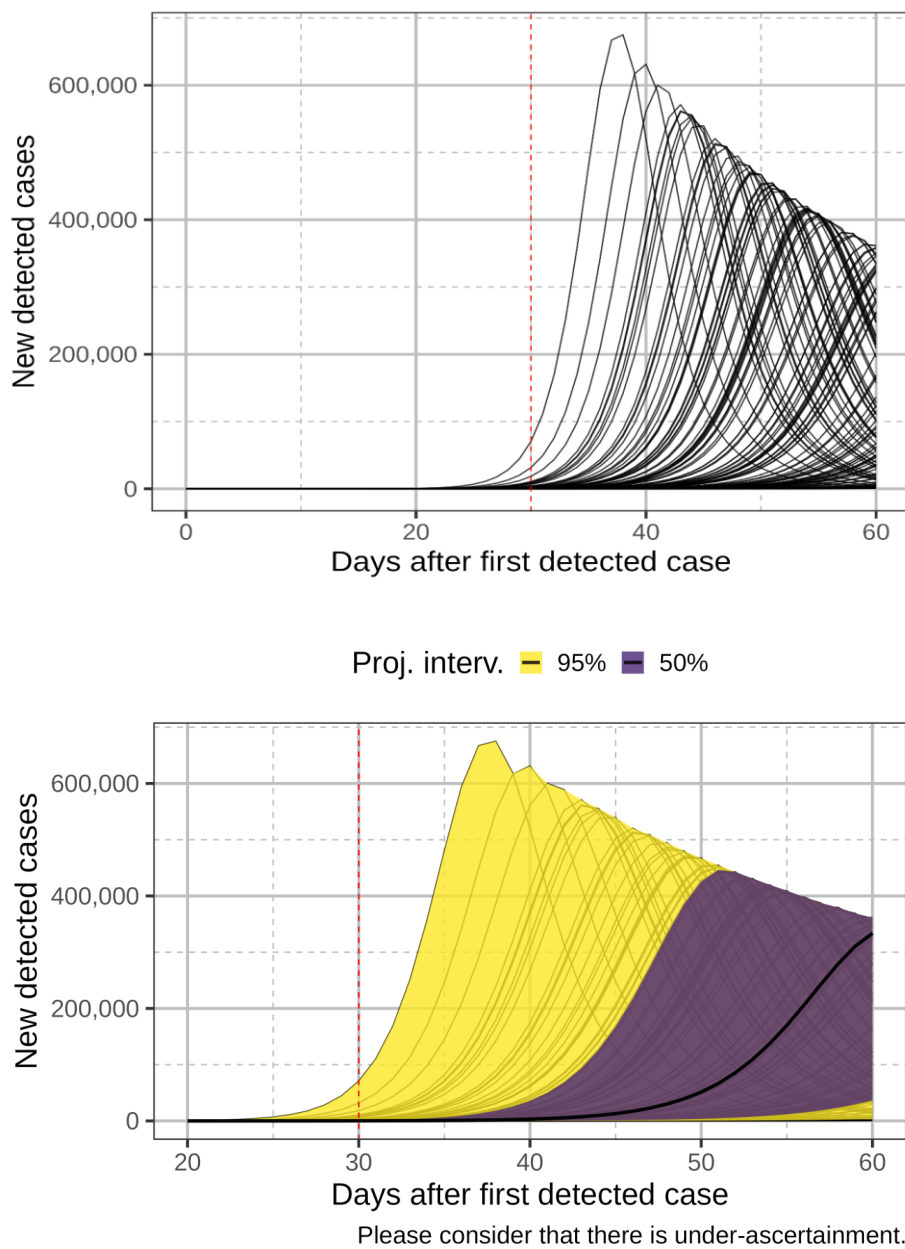 New detected cases
600,000
400,000
200,000
0
0 20 40 60
Days after first detected case
Proj. interv. 95% 50%
New detected cases
600,000
400,000
200,000
0
20 30 40 50 60
Days after first detected case
Please consider that there is under-ascertainment.